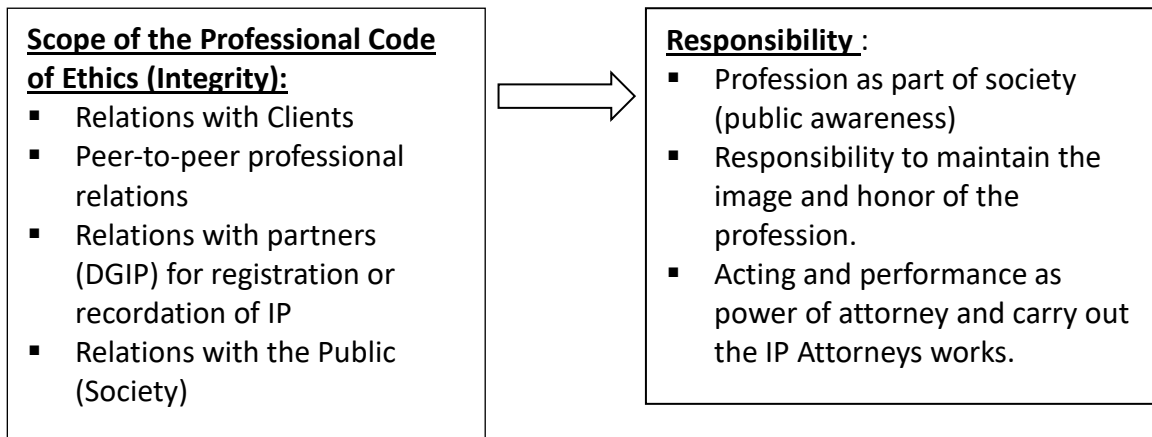 Scope of the Professional Code
of Ethics (Integrity):
▪ Relations with Clients
▪ Peer-to-peer professional
relations
▪ Relations with partners
(DGIP) for registration or
recordation of IP
▪ Relations with the Public
(Society)
Responsibility :
▪ Profession as part of society
(public awareness)
▪ Responsibility to maintain the
image and honor of the
profession.
▪ Acting and performance as
power of attorney and carry out
the IP Attorneys works.